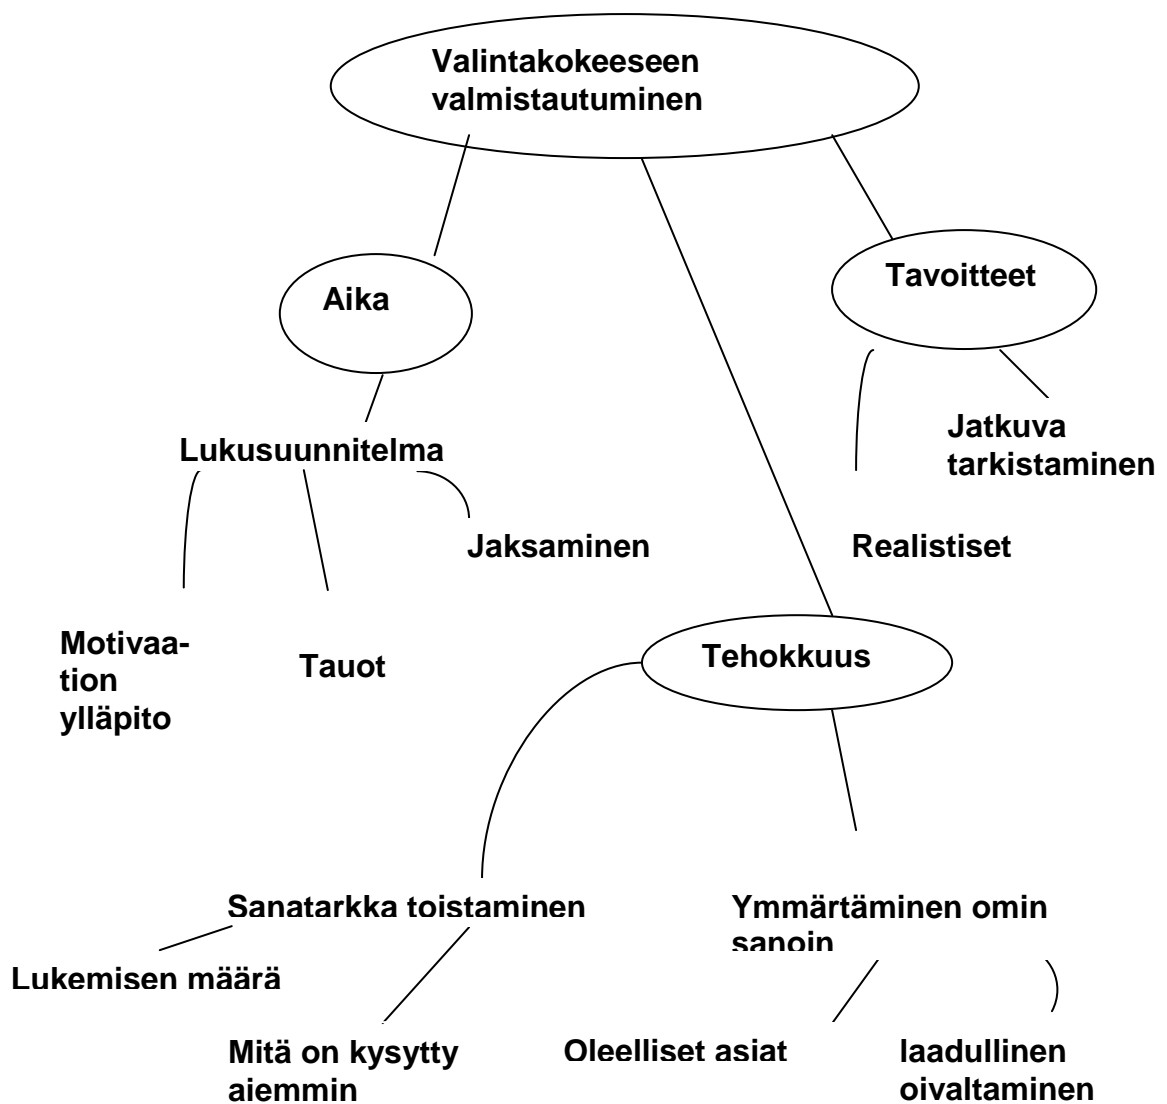 Valintakokeeseen
valmistautuminen
Aika
Tavoitteet
Lukusuunnitelma
Jatkuva
tarkistaminen
Jaksaminen
Realistiset
Motivaa-
tion
ylläpito
Tauot
Tehokkuus
Sanatarkka toistaminen
Ymmärtäminen omin
sanoin
Lukemisen määrä
Mitä on kysytty
aiemmin
Oleelliset asiat
laadullinen
oivaltaminen